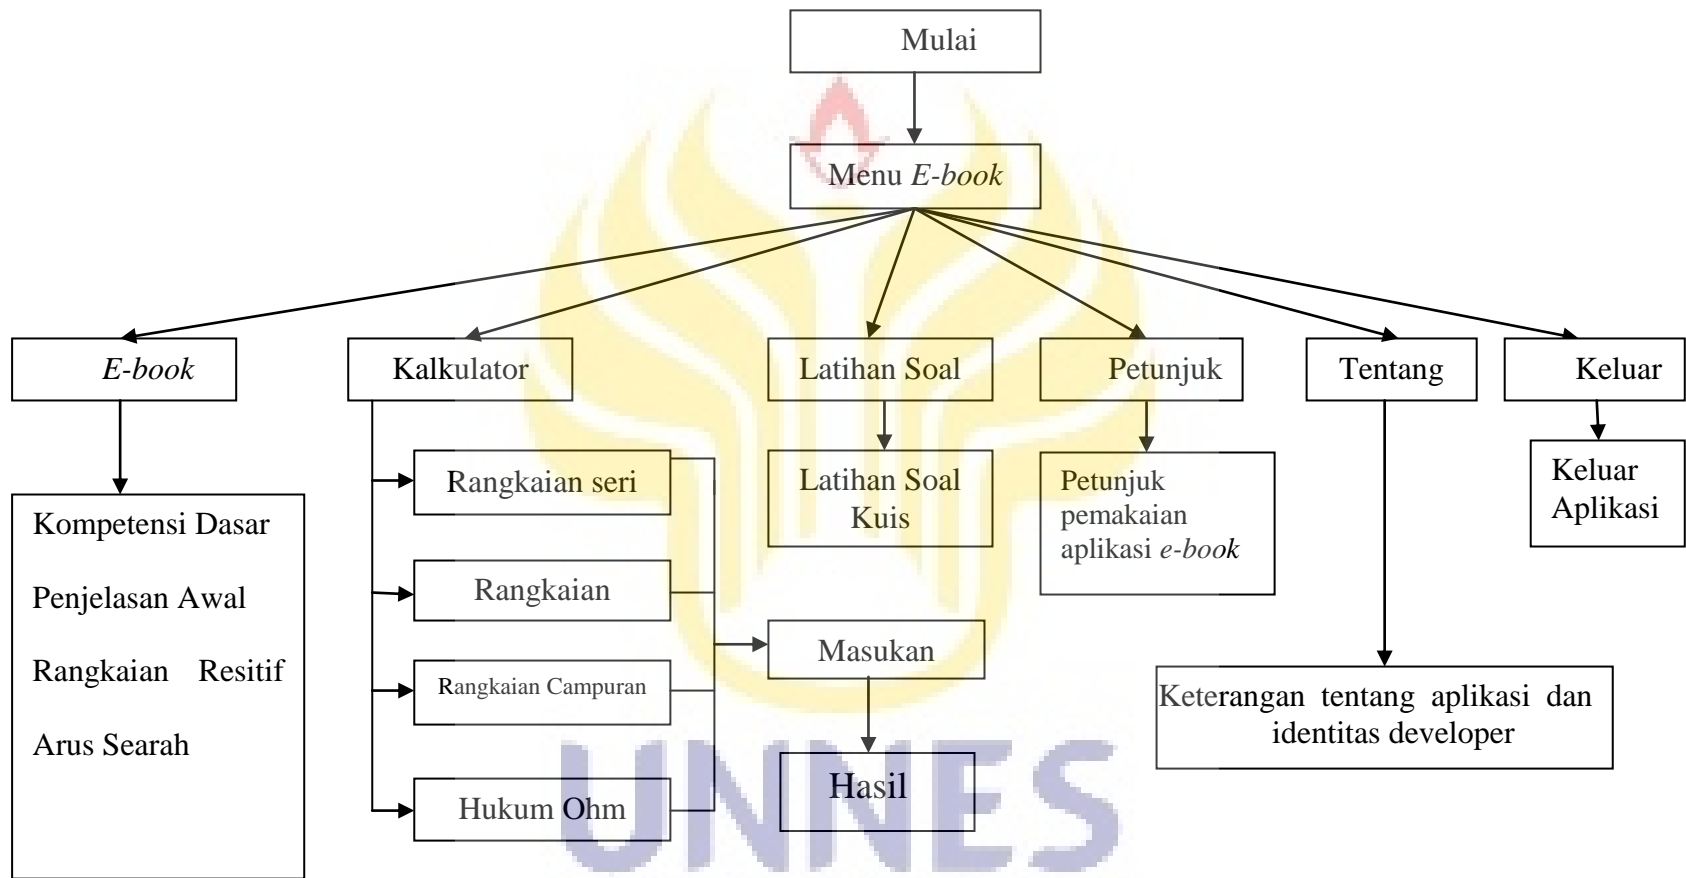 Mulai
Menu E-book
E-book
Kalkulator
Latihan Soal
Petunjuk
Tentang
Keluar
Kompetensi Dasar
Penjelasan Awal
Rangkaian Resitif
Arus Searah
Rangkaian seri
Rangkaian
Rangkaian Campuran
Hukum Ohm
Masukan
Hasil
Latihan Soal
Kuis
Petunjuk
pemakaian
aplikasi e-book
Keterangan tentang aplikasi dan
identitas developer
Keluar
Aplikasi
UNNES